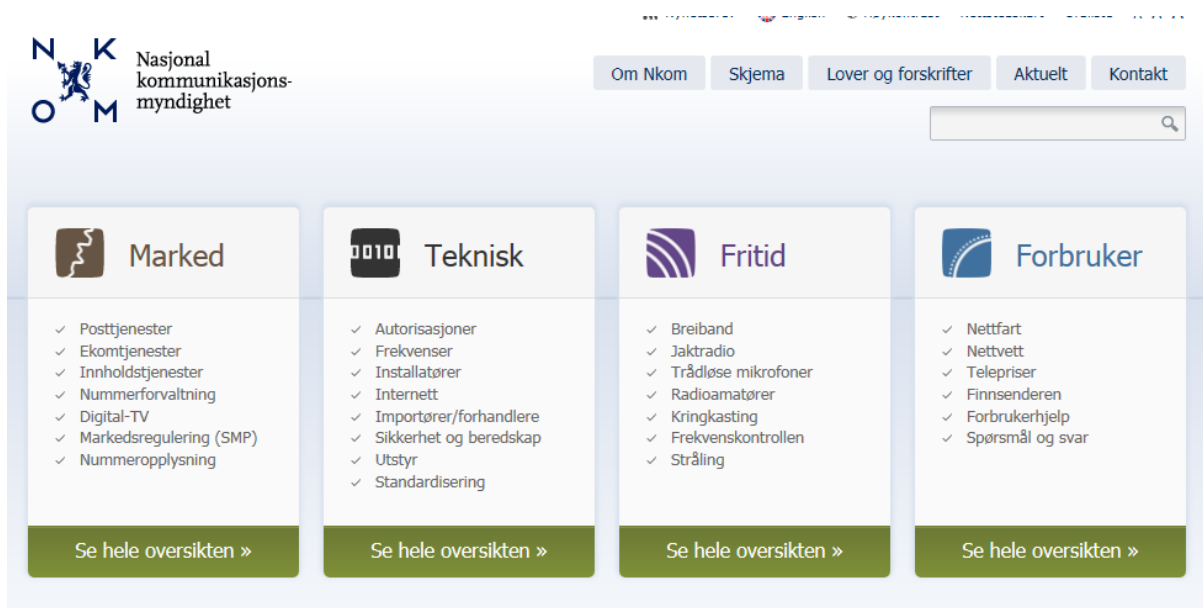 N K
O M
Nasjonal
kommunikasjons-
myndighet
Om Nkom
Skjema
Lover og forskrifter
Aktuelt
Kontakt
Marked
Posttjenester
Ekomtjenester
Innholdstjenester
Nummerforvaltning
Digital-TV
Markedsregulering (SMP)
Nummeropplysning
Se hele oversikten »
00101
Teknisk
Autorisasjoner
Frekvenser
Installatører
Internett
Importører/forhandlere
Sikkerhet og beredskap
Utstyr
Standardisering
Se hele oversikten »
Fritid
Breiband
Jaktradio
Trådløse mikrofoner
Radioamatører
Kringkasting
Frekvenskontrollen
Stråling
Se hele oversikten »
Forbruker
Nettfart
Nettvett
Telepriser
Finnsenderen
Forbrukerhjelp
Spørsmål og svar
Se hele oversikten »